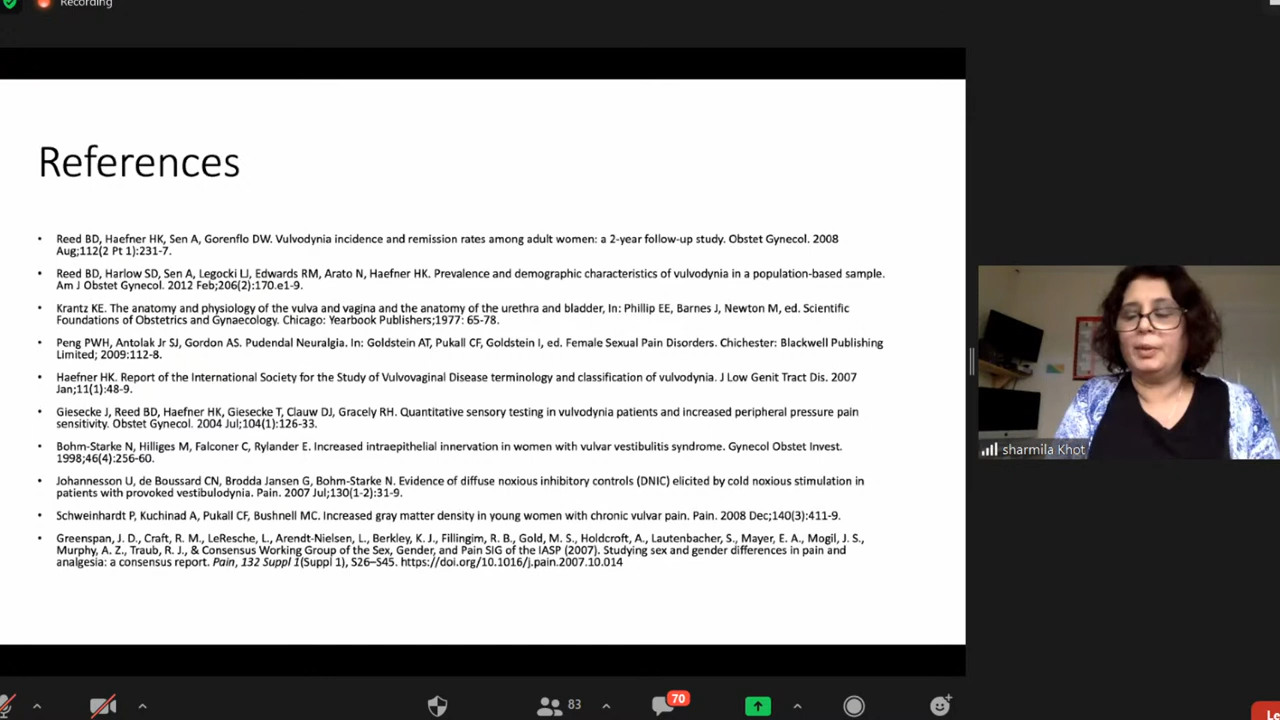 Recording
References
• Reed BD, Haefner HK, Sen A, Gorenflo DW. Vulvodynia incidence and remission rates among adult women: a 2-year follow-up study. Obstet Gynecol. 2008
Aug;112(2 Pt 1):231-7.
• Reed BD, Harlow SD, Sen A, Legocki LJ, Edwards RM, Arato N, Haefner HK. Prevalence and demographic characteristics of vulvodynia in a population-based sample.
Am J Obstet Gynecol. 2012 Feb;206(2):170.e1-9.
• Krantz KE. The anatomy and physiology of the vulva and vagina and the anatomy of the urethra and bladder, In: Phillip EE, Barnes J, Newton M, ed. Scientific
Foundations of Obstetrics and Gynaecology. Chicago: Yearbook Publishers;1977: 65-78.
• Peng PWH, Antolak Jr SJ, Gordon AS. Pudendal Neuralgia. In: Goldstein AT, Pukall CF, Goldstein I, ed. Female Sexual Pain Disorders. Chichester: Blackwell Publishing
Limited; 2009:112-8.
• Haefner HK. Report of the International Society for the Study of Vulvovaginal Disease terminology and classification of vulvodynia. J Low Genit Tract Dis. 2007
Jan;11(1):48-9.
• Giesecke J, Reed BD, Haefner HK, Giesecke T, Clauw DJ, Gracely RH. Quantitative sensory testing in vulvodynia patients and increased peripheral pressure pain
sensitivity. Obstet Gynecol. 2004 Jul;104(1):126-33.
• Bohm-Starke N, Hilliges M, Falconer C, Rylander E. Increased intraepithelial innervation in women with vulvar vestibulitis syndrome. Gynecol Obstet Invest.
1998;46(4):256-60.
• Johannesson U, de Boussard CN, Brodda Jansen G, Bohm-Starke N. Evidence of diffuse noxious inhibitory controls (DNIC) elicited by cold noxious stimulation in
patients with provoked vestibulodynia. Pain. 2007 Jul;130(1-2):31-9.
• Schweinhardt P, Kuchinad A, Pukall CF, Bushnell MC. Increased gray matter density in young women with chronic vulvar pain. Pain. 2008 Dec;140(3):411-9.
• Greenspan, J. D., Craft, R. M., LeResche, L., Arendt-Nielsen, L., Berkley, K. J., Fillingim, R. B., Gold, M. S., Holdcroft, A., Lautenbacher, S., Mayer, E. A., Mogil, J. S.,
Murphy, A. Z., Traub, R. J., & Consensus Working Group of the Sex, Gender, and Pain SIG of the IASP (2007). Studying sex and gender differences in pain and
analgesia: a consensus report. Pain, 132 Suppl 1(Suppl 1), S26–S45. https://doi.org/10.1016/j.pain.2007.10.014
sharmila Khot
83
70